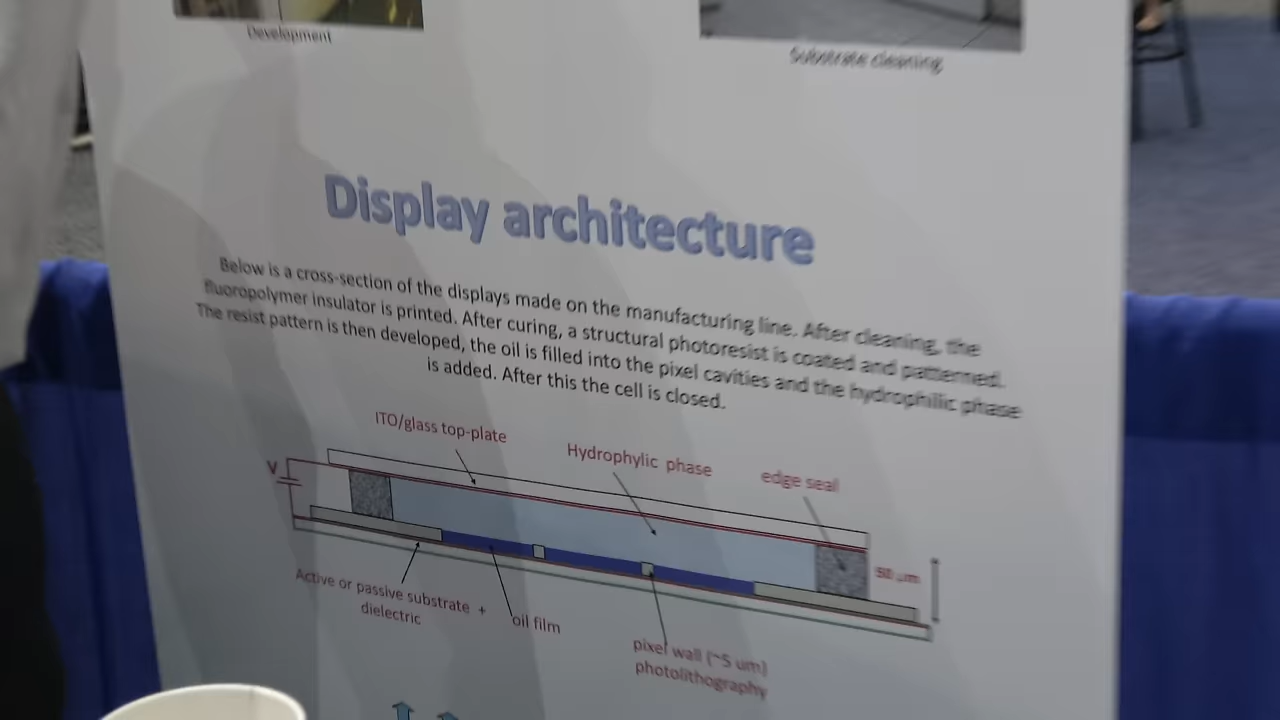 Development
Substrate cleaning
Display architecture
Below is a cross-section of the displays made on the manufacturing line. After cleaning, the
fluoropolymer insulator is printed. After curing, a structural photoresist is coated and patterned.
The resist pattern is then developed, the oil is filled into the pixel cavities and the hydrophilic phase
is added. After this the cell is closed.
ITO/glass top-plate
Hydrophylic phase
edge seal
V
50 µm
Active or passive substrate +
dielectric
oil film
pixel wall (~5 um)
photolithography